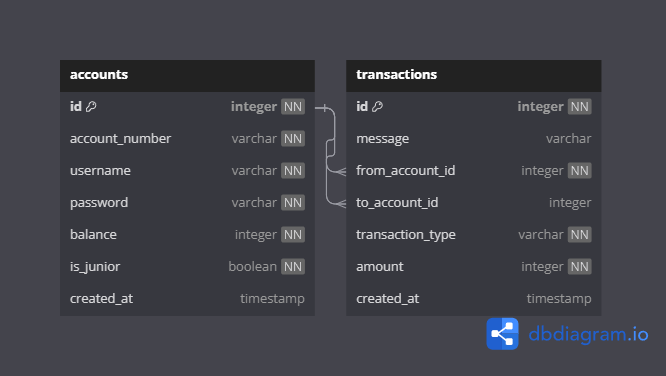 accounts
id integer NN
account_number varchar NN
username varchar NN
password varchar NN
balance integer NN
is_junior boolean NN
created_at timestamp
transactions
id integer NN
message varchar
from_account_id integer NN
to_account_id integer
transaction_type varchar NN
amount integer NN
created_at timestamp
dbdiagram.io